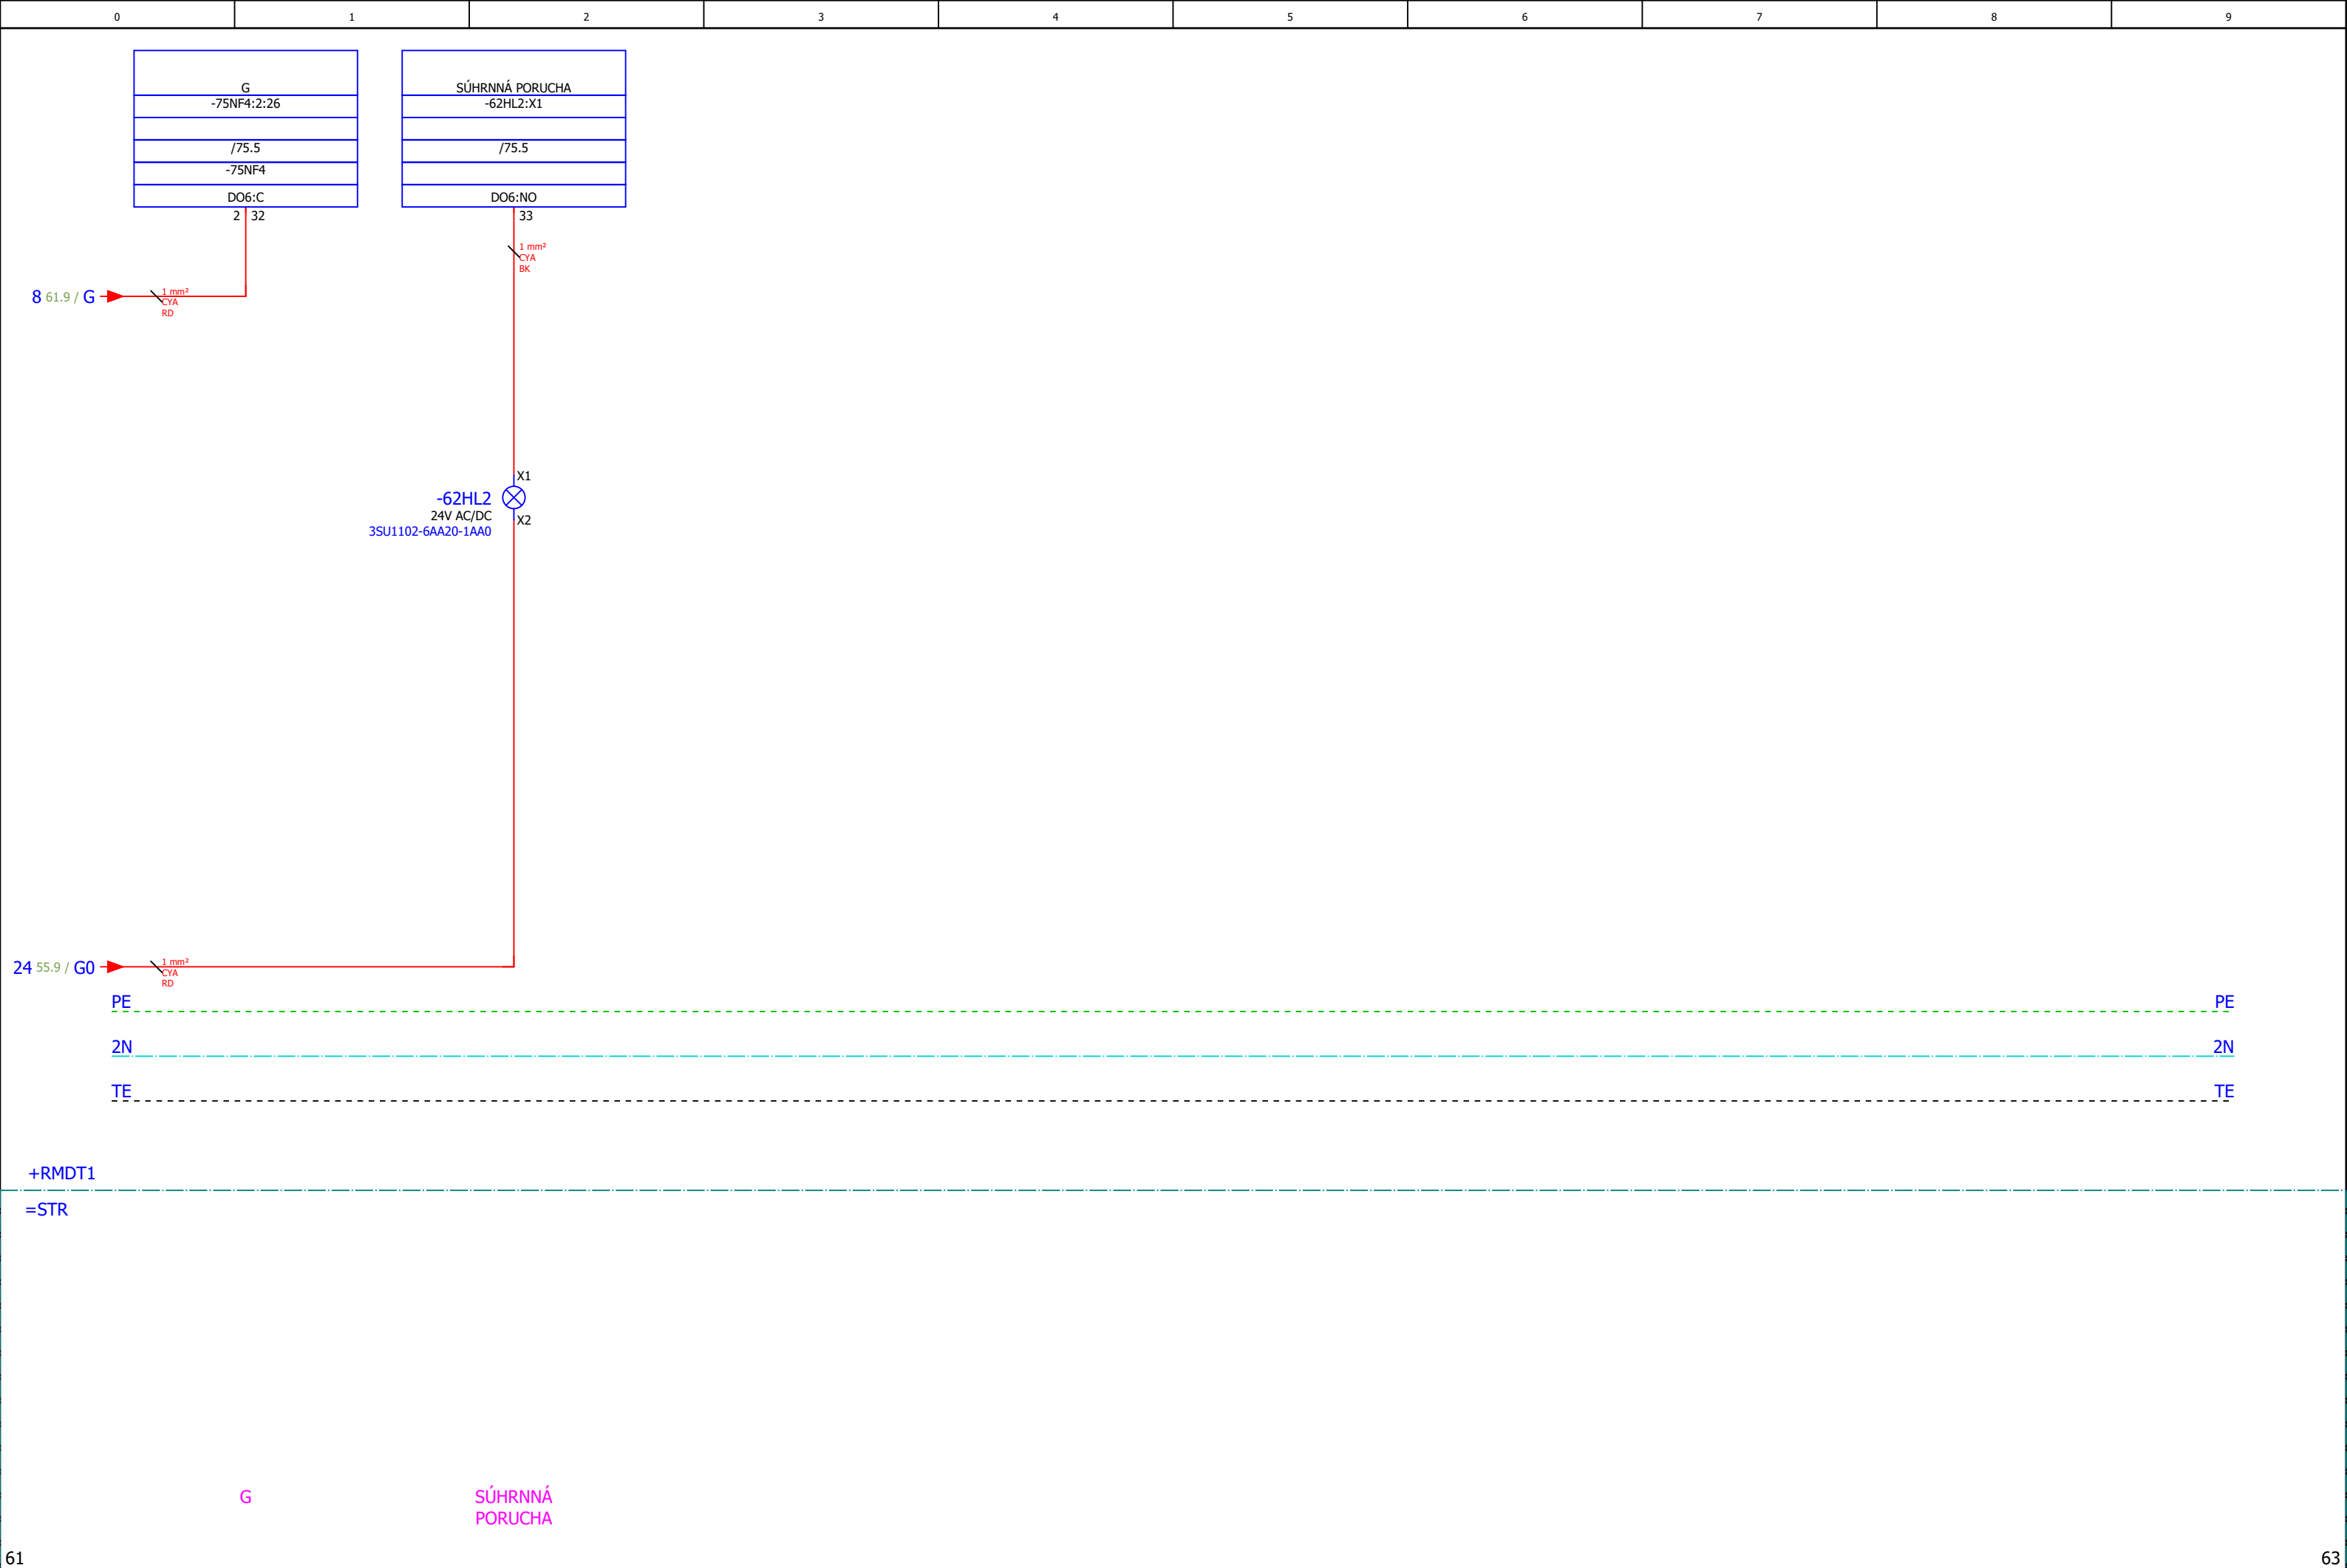 0 1 2 3 4 5 6 7 8 9
G
-75NF4:2:26
/75.5
-75NF4
DO6:C
2 32
SÚHRNNÁ PORUCHA
-62HL2:X1
/75.5
DO6:NO
33
1 mm²
CYA
BK
8 61.9 / G
1 mm²
CYA
RD
X1
-62HL2
24V AC/DC
X2
3SU1102-6AA20-1AA0
24 55.9 / G0
1 mm²
CYA
RD
PE PE
2N 2N
TE TE
+RMDT1
=STR
G
SÚHRNNÁ
PORUCHA
61 63